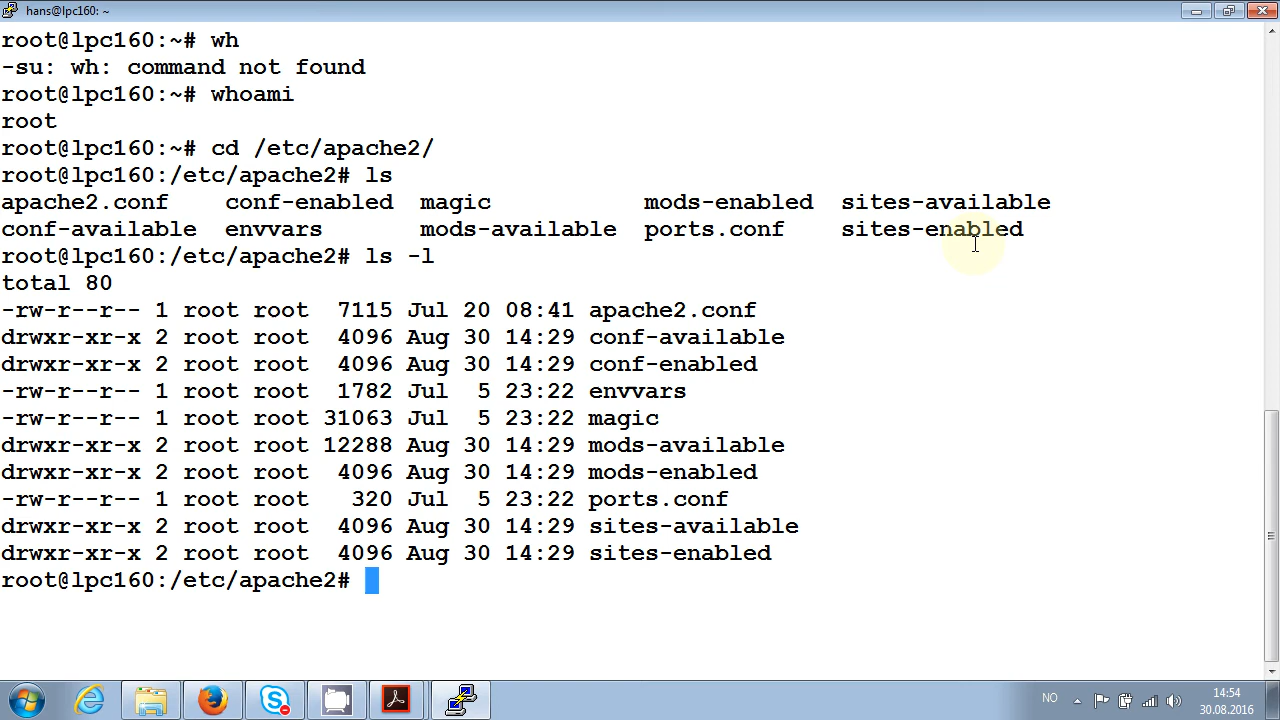 hans@lpc160: ~
root@lpc160:~# wh
-su: wh: command not found
root@lpc160:~# whoami
root
root@lpc160:~# cd /etc/apache2/
root@lpc160:/etc/apache2# ls
apache2.conf    conf-enabled  magic           mods-enabled  sites-available
conf-available  envvars       mods-available  ports.conf    sites-enabled
root@lpc160:/etc/apache2# ls -l
total 80
-rw-r--r-- 1 root root  7115 Jul 20 08:41 apache2.conf
drwxr-xr-x 2 root root  4096 Aug 30 14:29 conf-available
drwxr-xr-x 2 root root  4096 Aug 30 14:29 conf-enabled
-rw-r--r-- 1 root root  1782 Jul  5 23:22 envvars
-rw-r--r-- 1 root root 31063 Jul  5 23:22 magic
drwxr-xr-x 2 root root 12288 Aug 30 14:29 mods-available
drwxr-xr-x 2 root root  4096 Aug 30 14:29 mods-enabled
-rw-r--r-- 1 root root   320 Jul  5 23:22 ports.conf
drwxr-xr-x 2 root root  4096 Aug 30 14:29 sites-available
drwxr-xr-x 2 root root  4096 Aug 30 14:29 sites-enabled
root@lpc160:/etc/apache2#
NO
14:54
30.08.2016